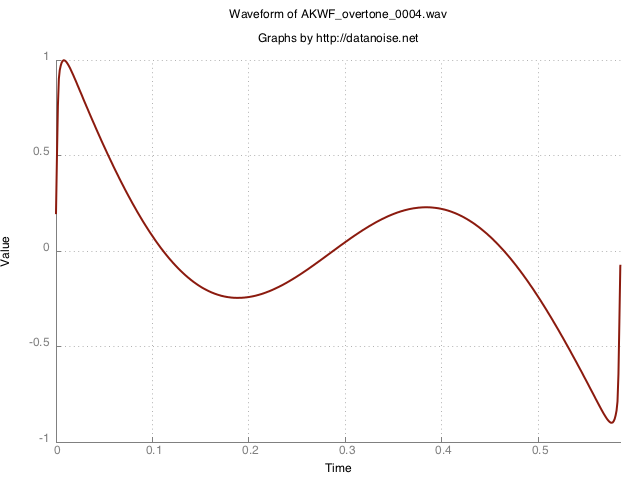 Waveform of AKWF_overtone_0004.wav
Graphs by http://datanoise.net
1
0.5
0
-0.5
-1
Value
0 0.1 0.2 0.3 0.4 0.5
Time